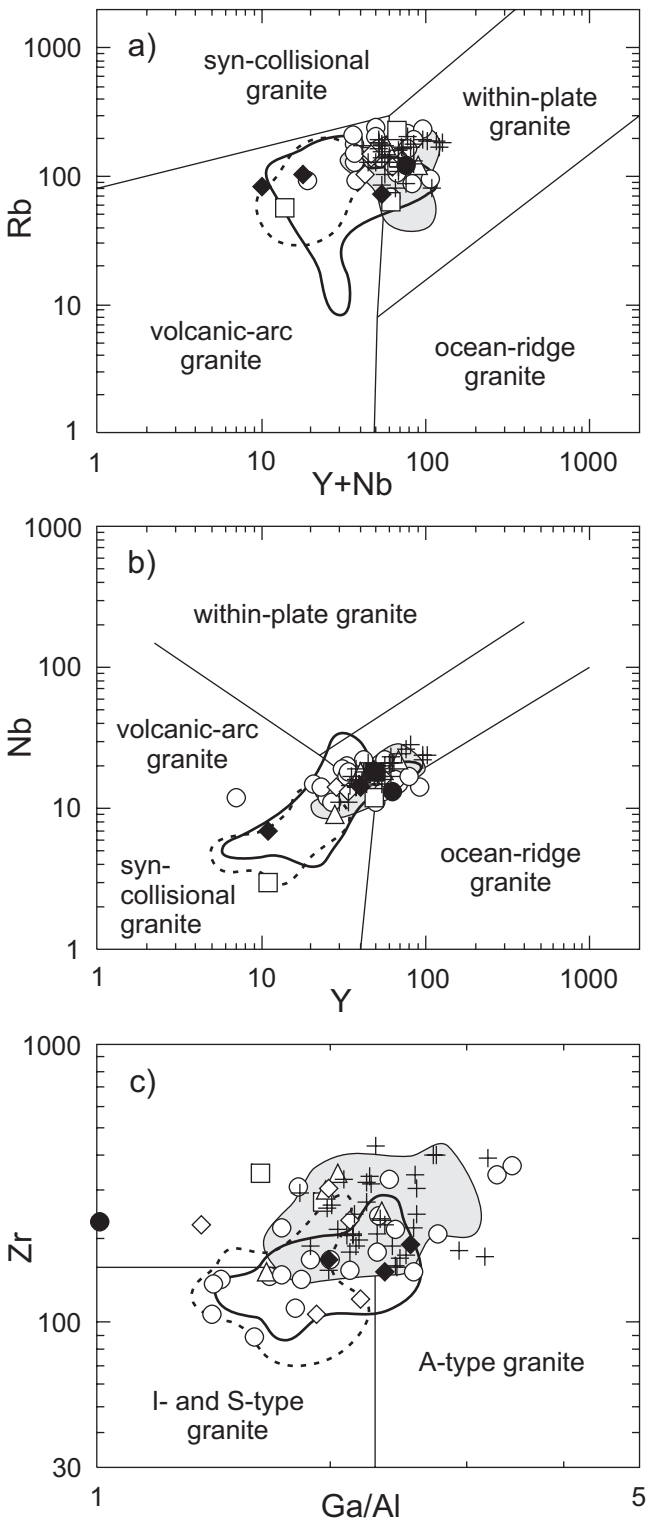 a)
1000
100
10
1
Rb
syn-collisional
granite
within-plate
granite
volcanic-arc
granite
ocean-ridge
granite
1
10
100
1000
Y+Nb
b)
1000
100
10
1
Nb
within-plate granite
volcanic-arc
granite
syn-
collisional
granite
ocean-ridge
granite
1
10
100
1000
Y
c)
1000
100
30
Zr
A-type granite
I- and S-type
granite
1
5
Ga/Al